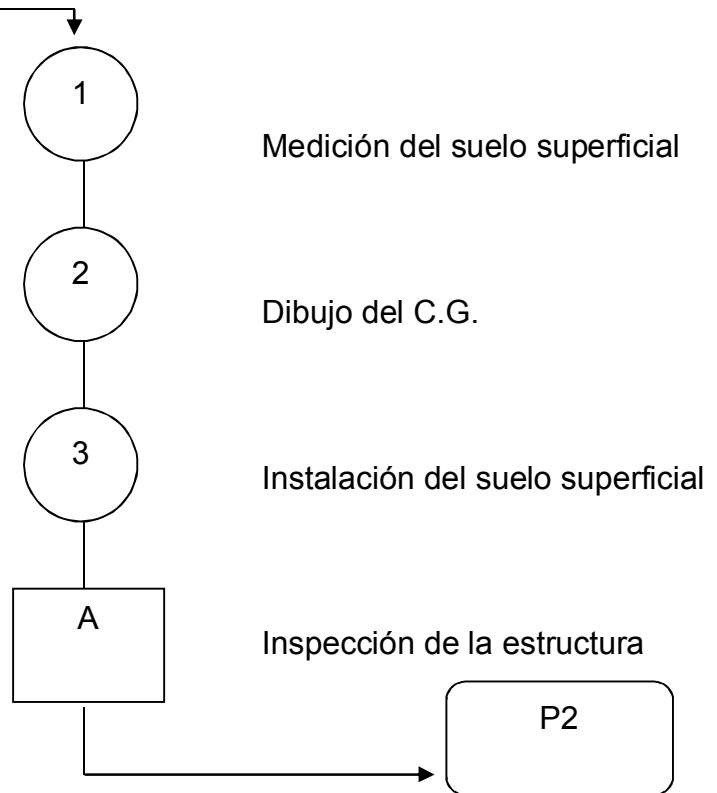 1
Medición del suelo superficial
2
Dibujo del C.G.
3
Instalación del suelo superficial
A
Inspección de la estructura
P2